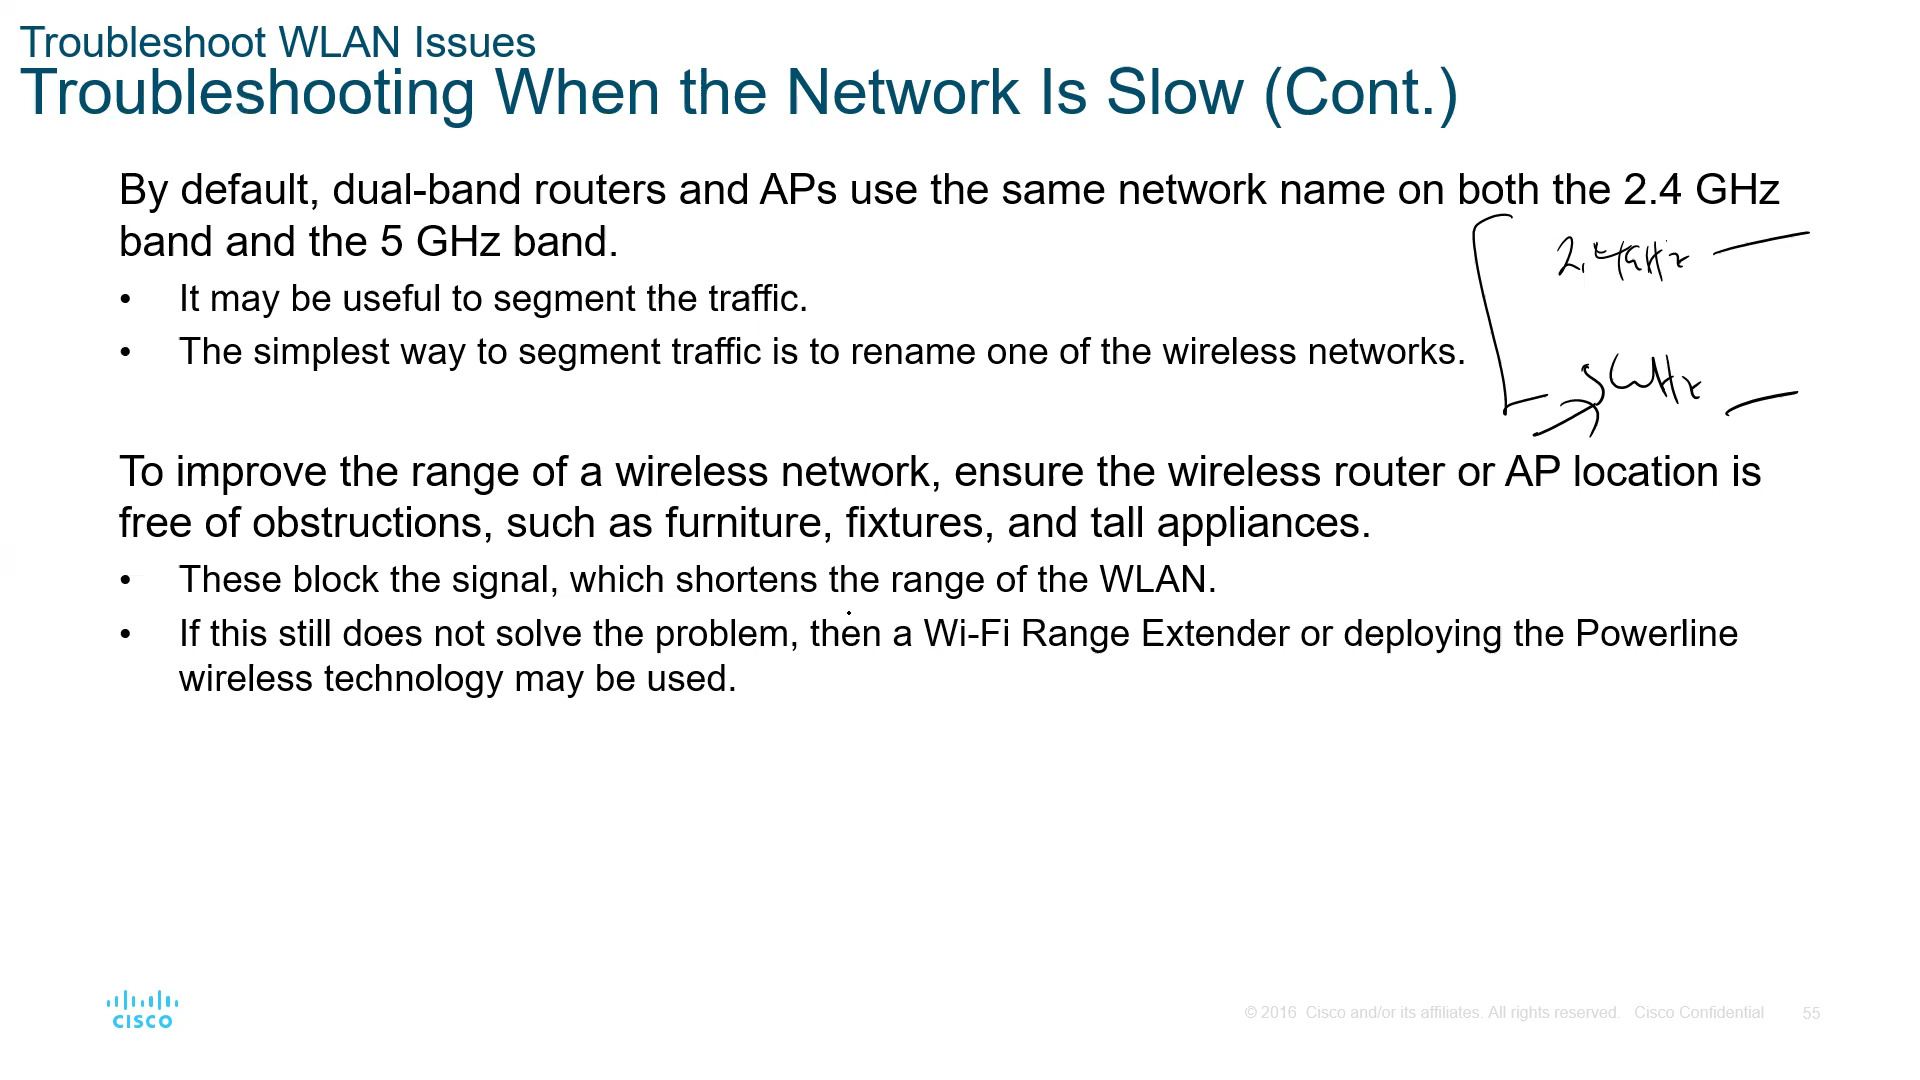 Troubleshoot WLAN Issues
Troubleshooting When the Network Is Slow (Cont.)
By default, dual-band routers and APs use the same network name on both the 2.4 GHz
band and the 5 GHz band.
2.4GHz
• It may be useful to segment the traffic.
• The simplest way to segment traffic is to rename one of the wireless networks.
5GHz
To improve the range of a wireless network, ensure the wireless router or AP location is
free of obstructions, such as furniture, fixtures, and tall appliances.
• These block the signal, which shortens the range of the WLAN.
• If this still does not solve the problem, then a Wi-Fi Range Extender or deploying the Powerline
wireless technology may be used.
CISCO
© 2016 Cisco and/or its affiliates. All rights reserved. Cisco Confidential 55